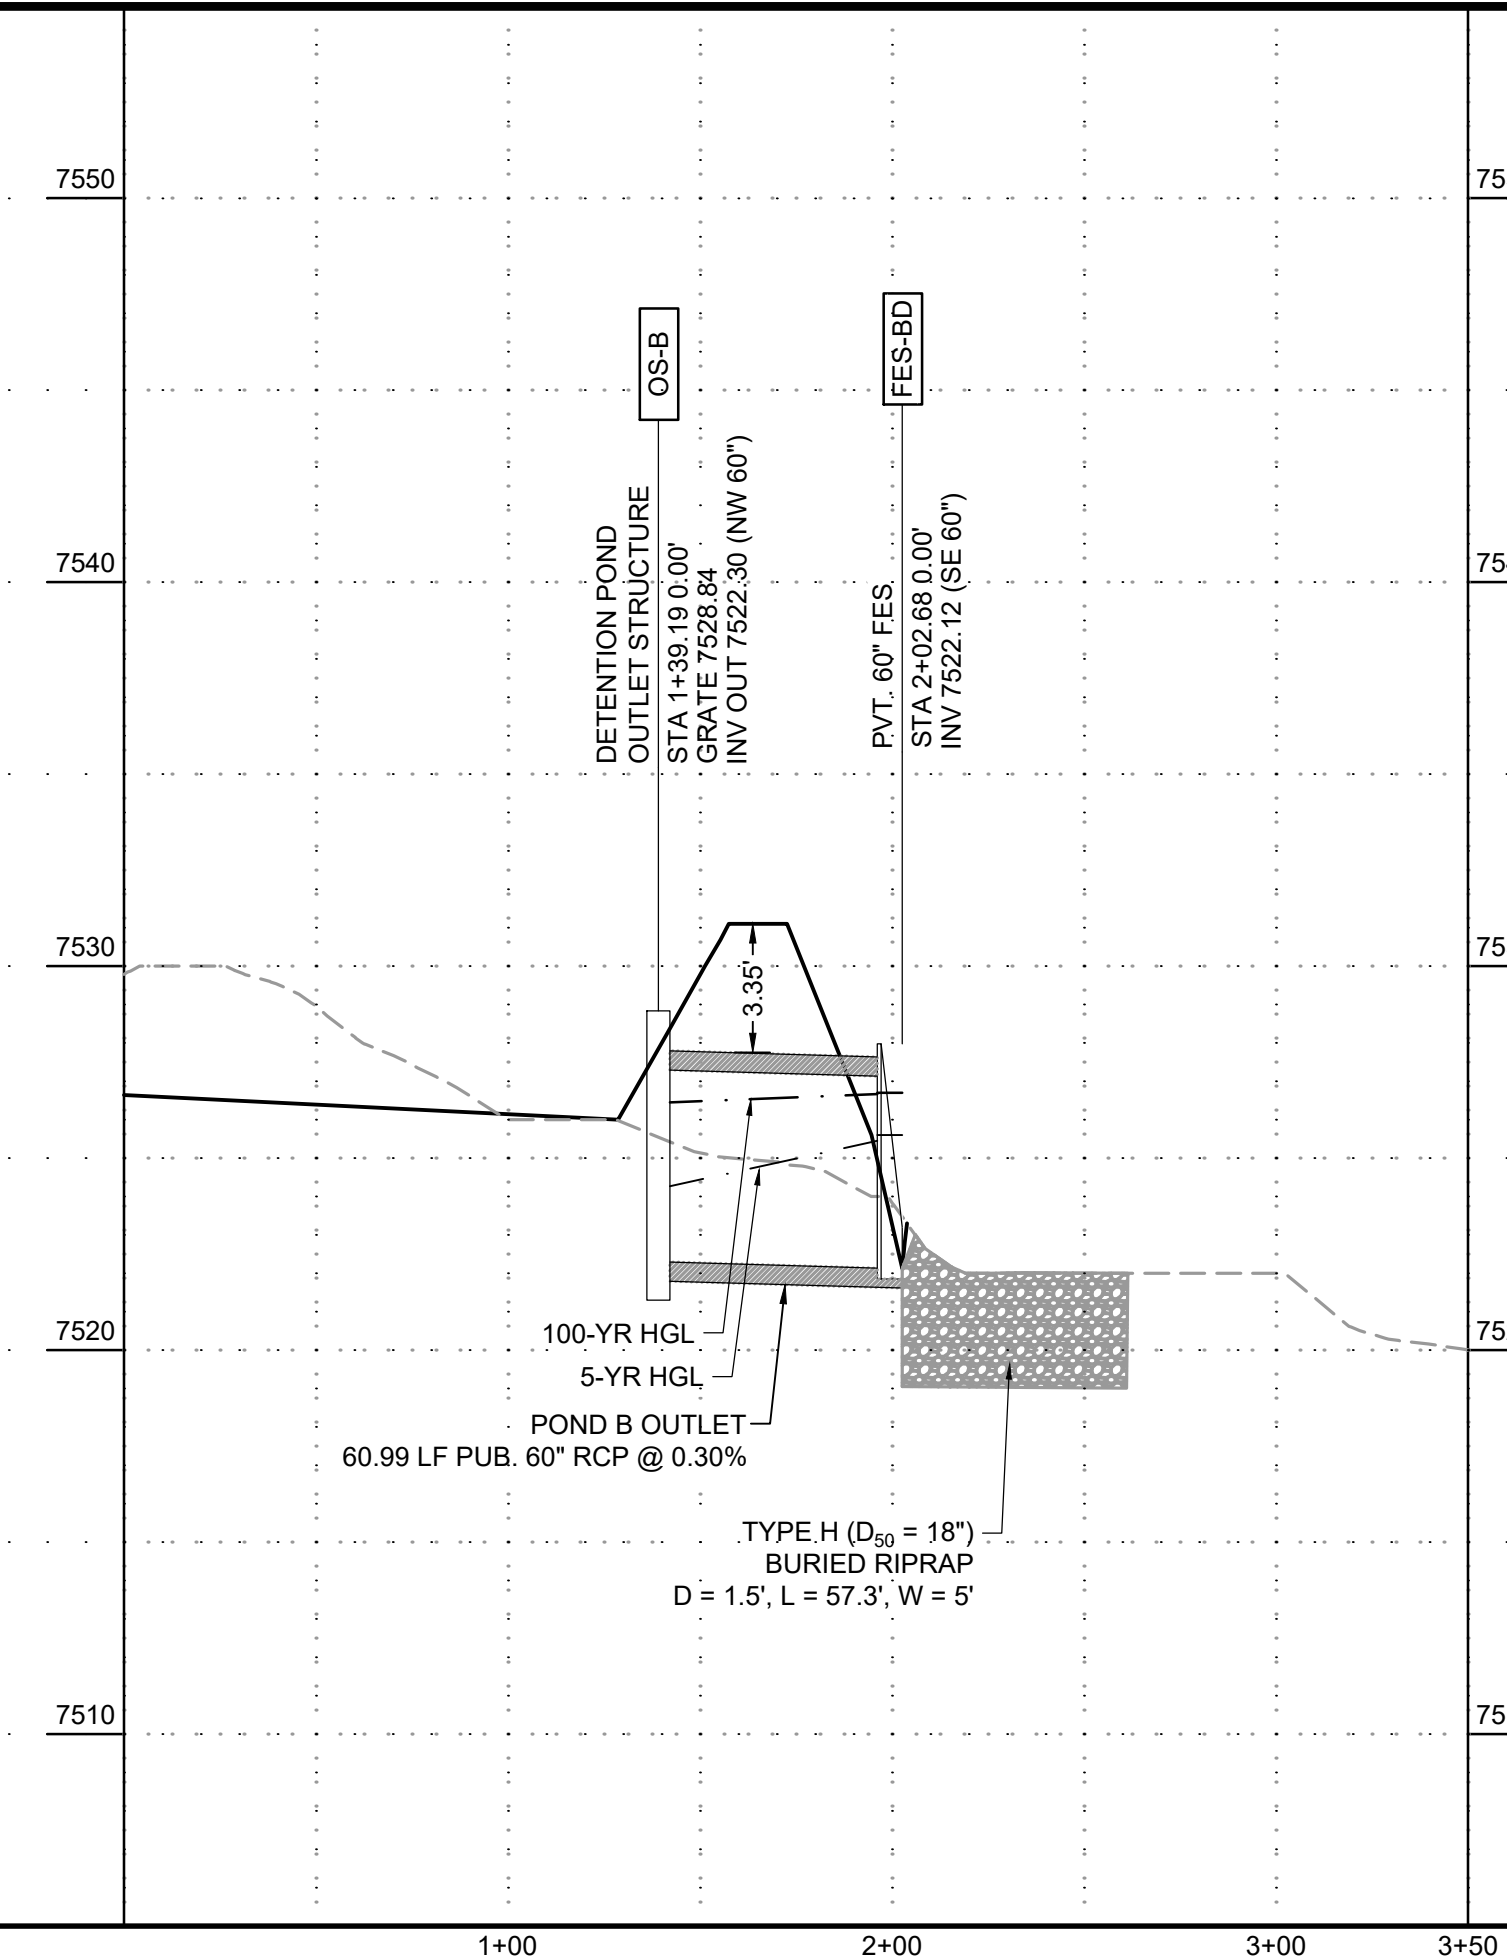 7550
7540
7530
7520
7510
75
75
75
75
OS-B
FES-BD
DETENTION POND
OUTLET STRUCTURE
STA 1+39.19 0.00'
GRATE 7528.84
INV OUT 7522.30 (NW 60")
PVT. 60" FES
STA 2+02.68 0.00'
INV 7522.12 (SE 60")
3.35'
100-YR HGL
5-YR HGL
POND B OUTLET
60.99 LF PUB. 60" RCP @ 0.30%
TYPE H (D50 = 18")
BURIED RIPRAP
D = 1.5', L = 57.3', W = 5'
1+00
2+00
3+00
3+50